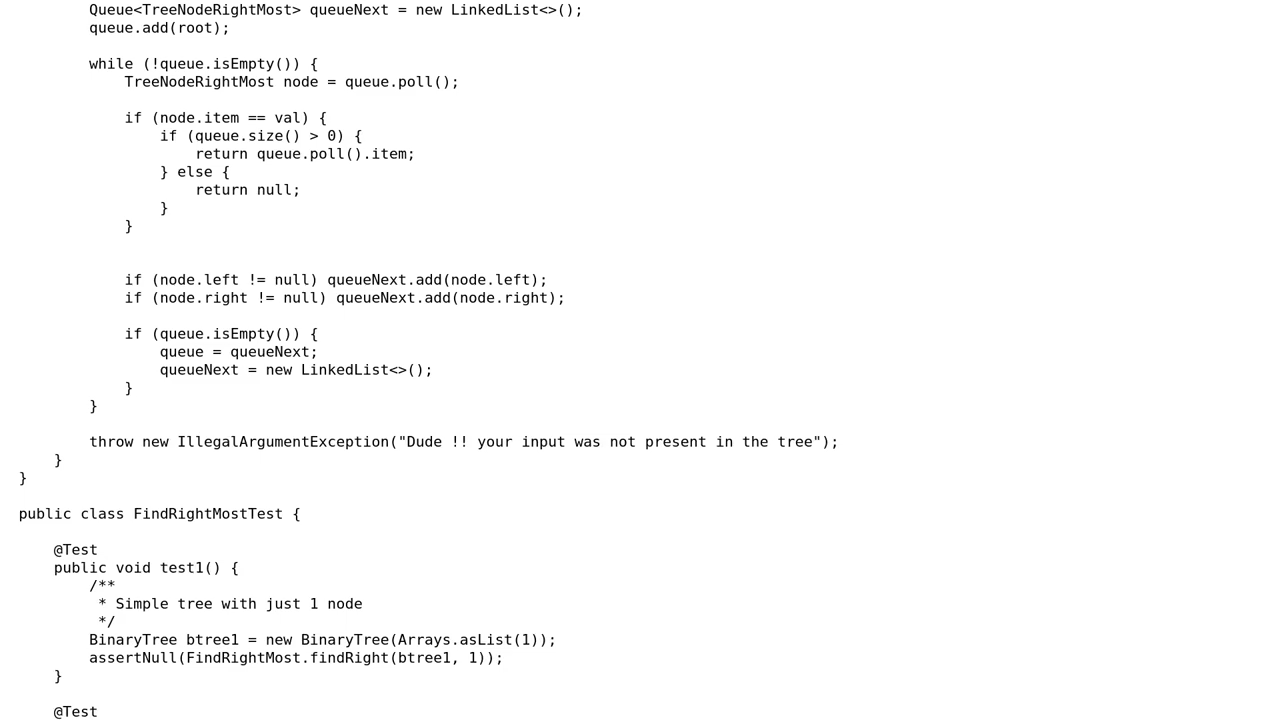 Queue<TreeNodeRightMost> queueNext = new LinkedList<>();
queue.add(root);
while (!queue.isEmpty()) {
TreeNodeRightMost node = queue.poll();
if (node.item == val) {
if (queue.size() > 0) {
return queue.poll().item;
} else {
return null;
}
}
if (node.left != null) queueNext.add(node.left);
if (node.right != null) queueNext.add(node.right);
if (queue.isEmpty()) {
queue = queueNext;
queueNext = new LinkedList<>();
}
}
throw new IllegalArgumentException("Dude !! your input was not present in the tree");
}
}
public class FindRightMostTest {
@Test
public void test1() {
/**
* Simple tree with just 1 node
*/
BinaryTree btree1 = new BinaryTree(Arrays.asList(1));
assertNull(FindRightMost.findRight(btree1, 1));
}
@Test